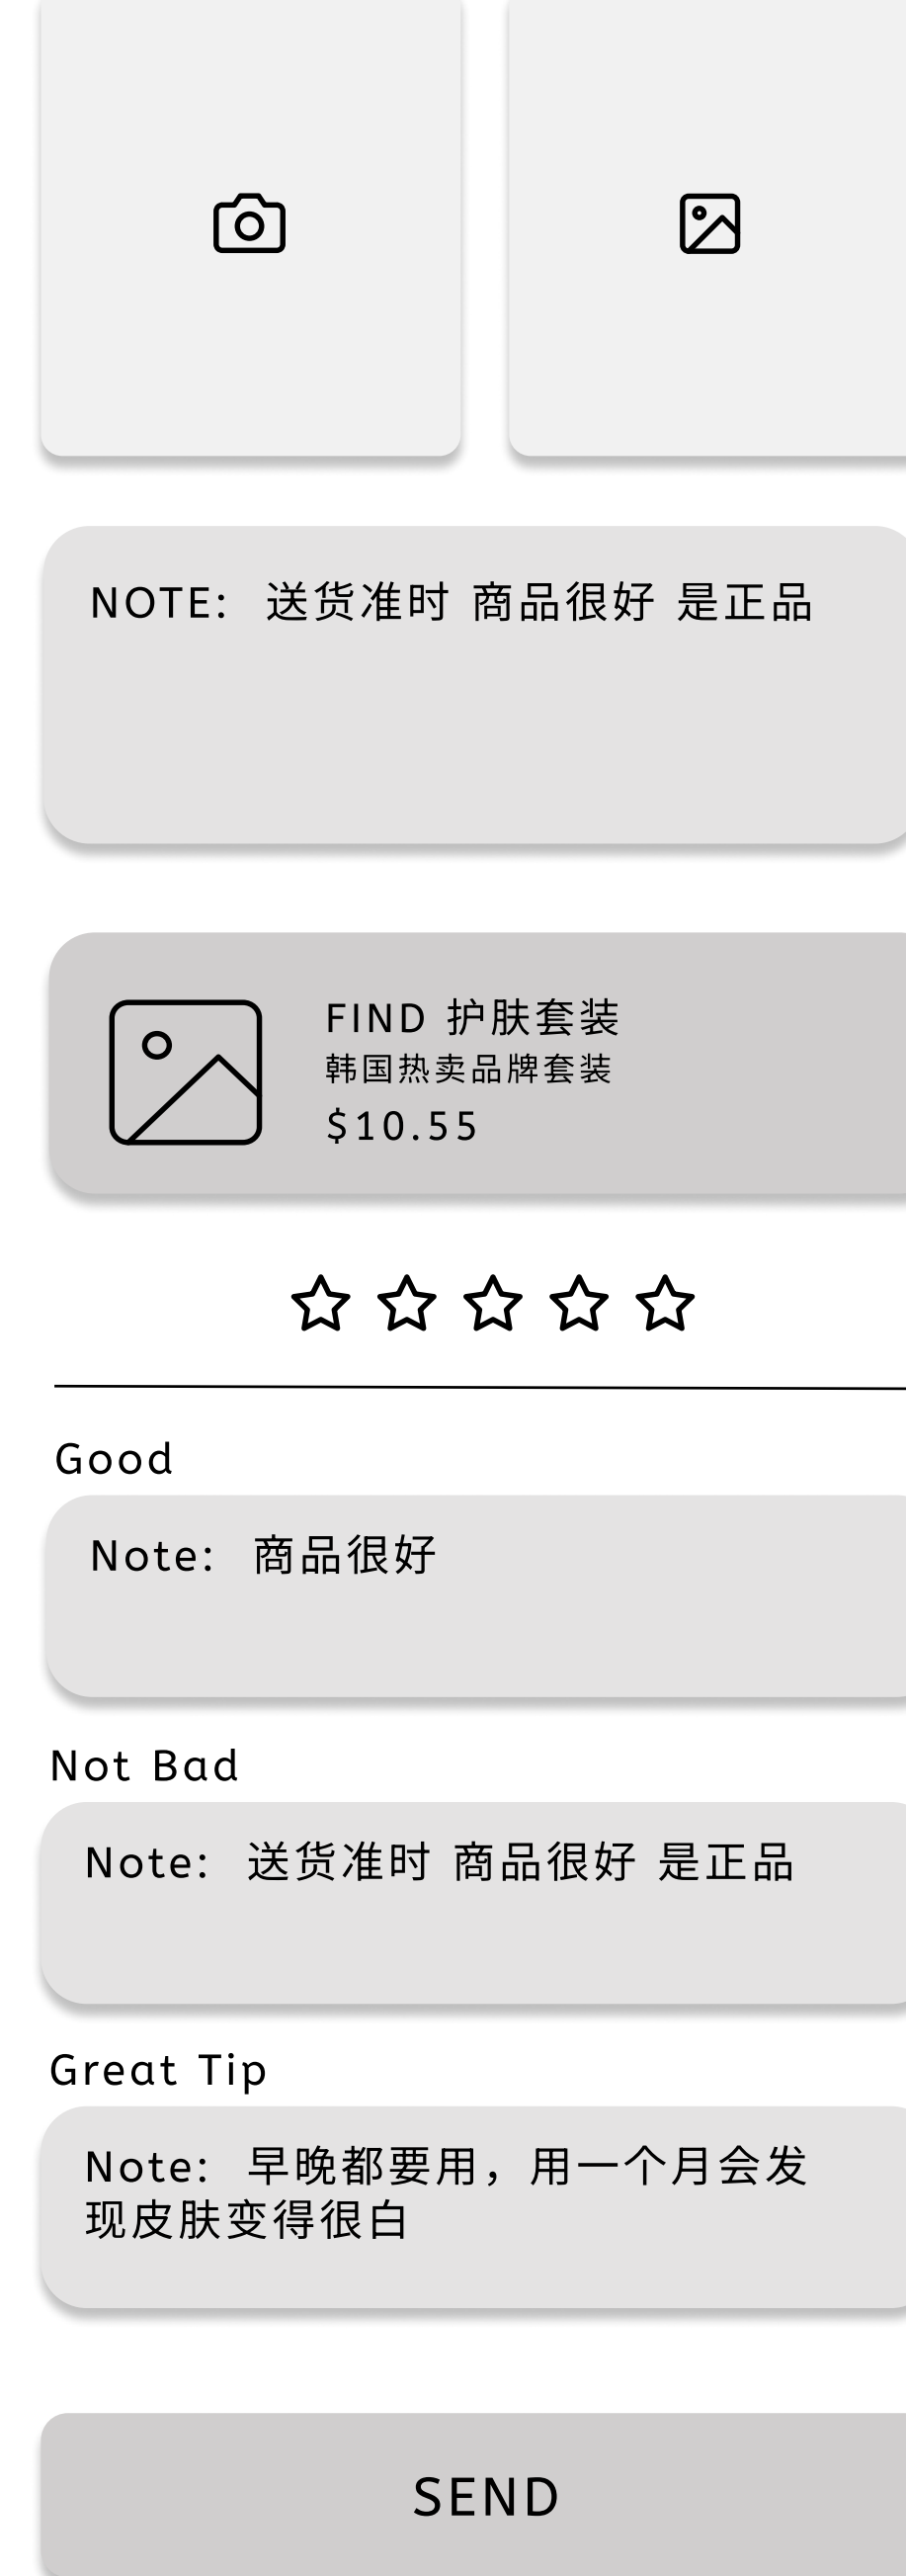 NOTE: 送货准时 商品很好 是正品
FIND 护肤套装
韩国热卖品牌套装
$10.55
Good
Note: 商品很好
Not Bad
Note: 送货准时 商品很好 是正品
Great Tip
Note: 早晚都要用，用一个月会发
现皮肤变得很白
SEND